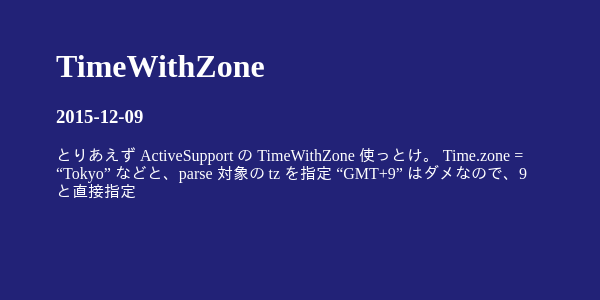 TimeWithZone
2015-12-09
とりあえず ActiveSupport の TimeWithZone 使っとけ。 Time.zone =
“Tokyo” などと、parse 対象の tz を指定 “GMT+9” はダメなので、9
と直接指定